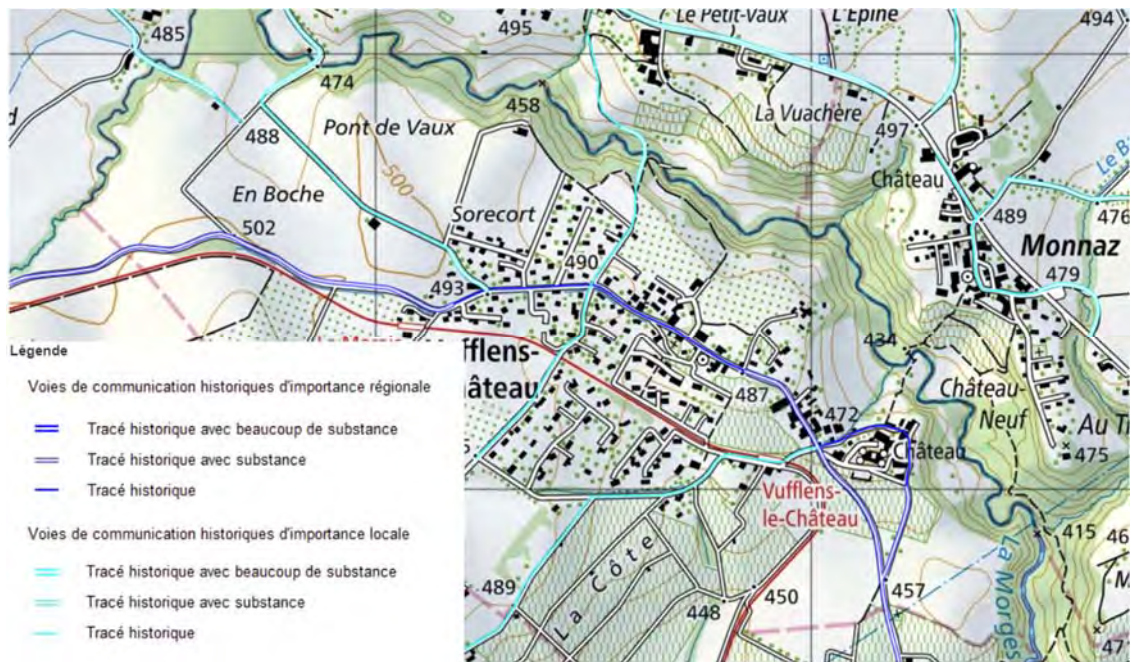 485
495
Le Petit-Vaux
L'Epine
494
474
458
La Vuachère
497
488
Pont de Vaux
Château
Le B
En Boche
500
Sorecort
489
476
Monnaz
502
490
493
479
434
Château-
Neuf
fflens-
hâteau
487
472
Château
Au T
475
Vufflens-
le-Château
415
489
La Côte
448
450
457
La Morges
Légende
Voies de communication historiques d'importance régionale
Tracé historique avec beaucoup de substance
Tracé historique avec substance
Tracé historique
Voies de communication historiques d'importance locale
Tracé historique avec beaucoup de substance
Tracé historique avec substance
Tracé historique